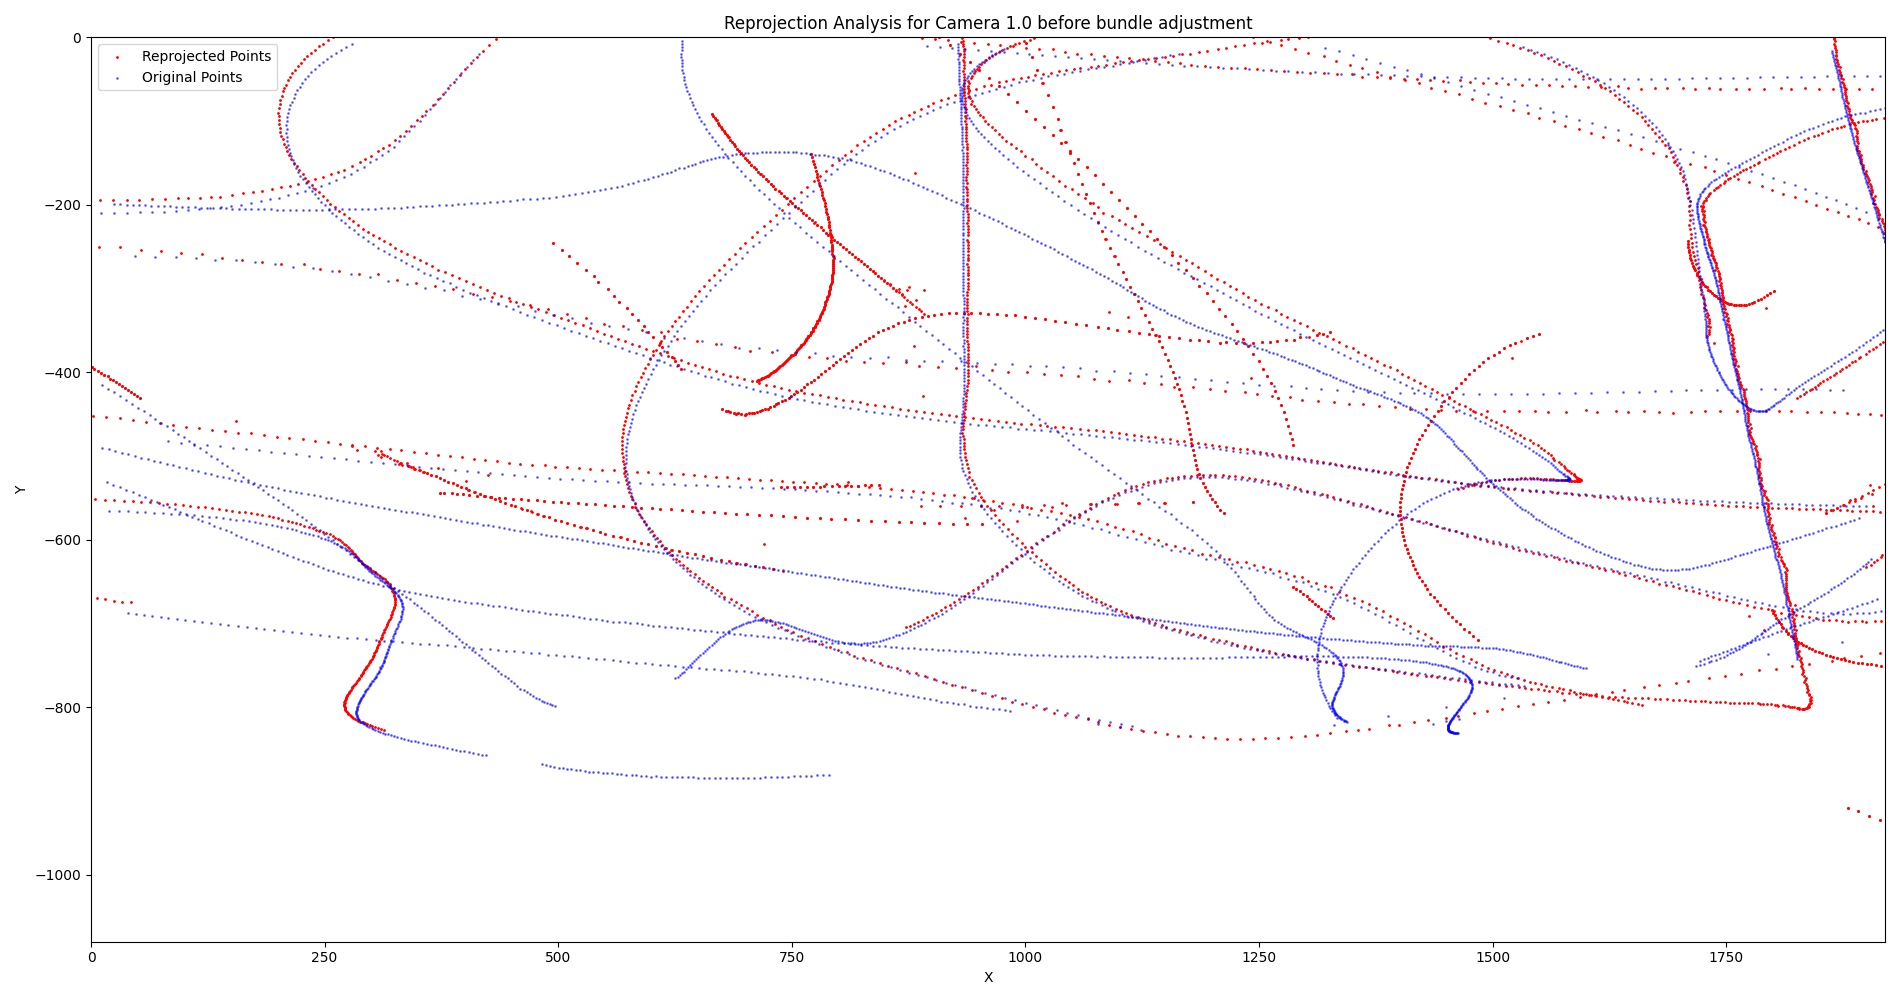 Reprojection Analysis for Camera 1.0 before bundle adjustment
Reprojected Points
Original Points
0
−200
−400
−600
−800
−1000
Y
0 250 500 750 1000 1250 1500 1750
X